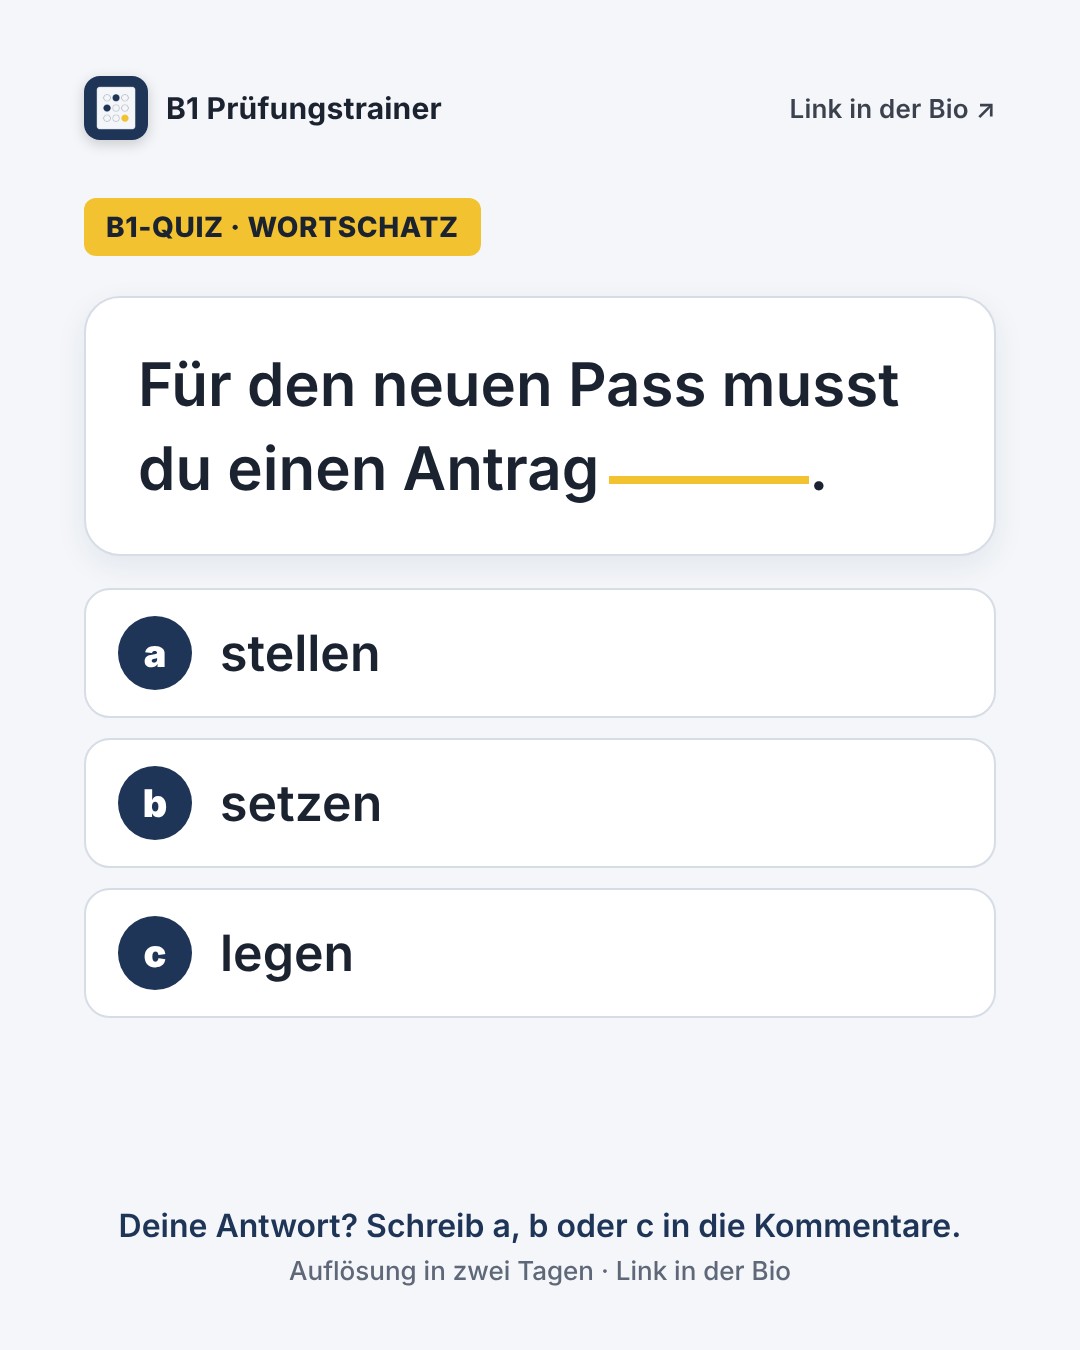 B1 Prüfungstrainer
Link in der Bio ↗
B1-QUIZ · WORTSCHATZ
Für den neuen Pass musst
du einen Antrag ______.
a stellen
b setzen
c legen
Deine Antwort? Schreib a, b oder c in die Kommentare.
Auflösung in zwei Tagen · Link in der Bio